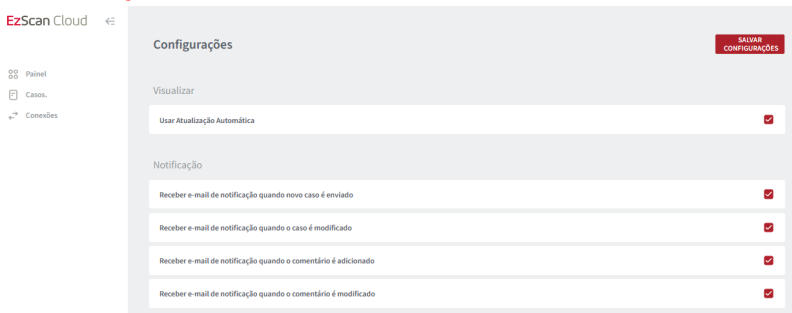 EzScan Cloud
Configurações
SALVAR
CONFIGURAÇÕES
Painel
Casos.
Conexões
Visualizar
Usar Atualização Automática
Notificação
Receber e-mail de notificação quando novo caso é enviado
Receber e-mail de notificação quando o caso é modificado
Receber e-mail de notificação quando o comentário é adicionado
Receber e-mail de notificação quando o comentário é modificado